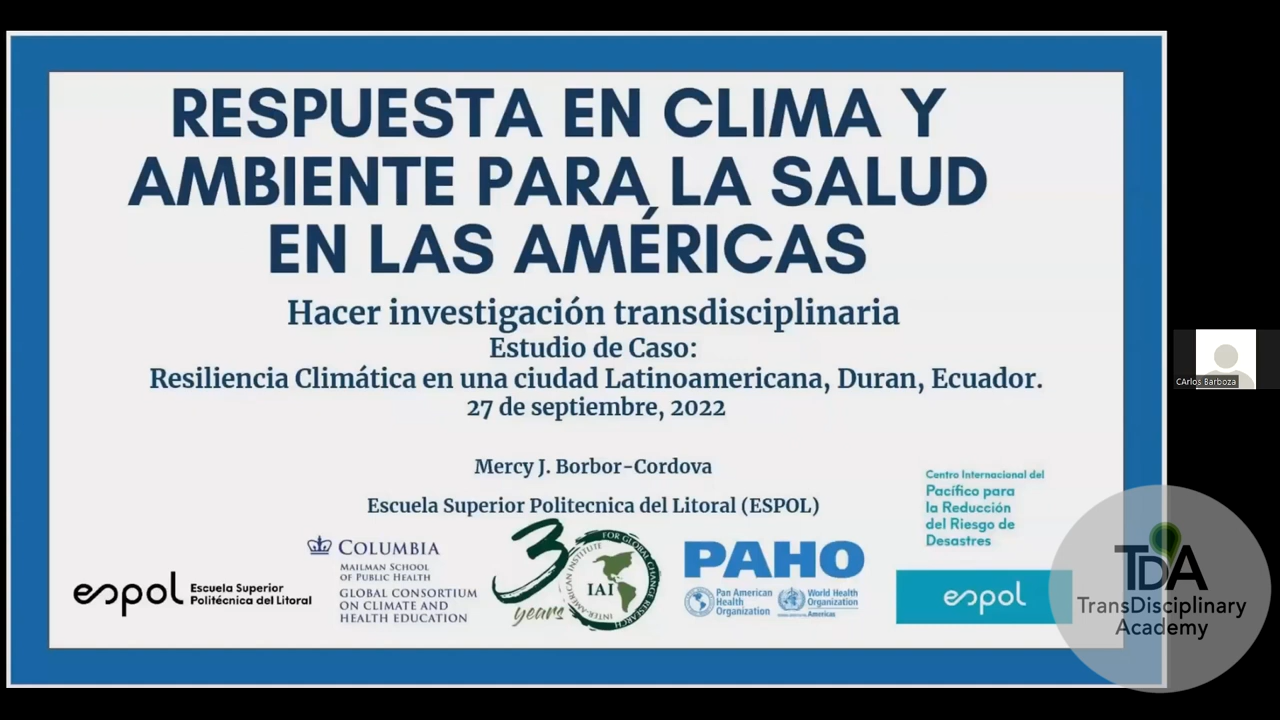 RESPUESTA EN CLIMA Y
AMBIENTE PARA LA SALUD
EN LAS AMÉRICAS
Hacer investigación transdisciplinaria
Estudio de Caso:
Resiliencia Climática en una ciudad Latinoamericana, Duran, Ecuador.
27 de septiembre, 2022
Mercy J. Borbor-Cordova
Escuela Superior Politecnica del Litoral (ESPOL)
espol Escuela Superior
Politécnica del Litoral
COLUMBIA
MAILMAN SCHOOL
OF PUBLIC HEALTH
GLOBAL CONSORTIUM
ON CLIMATE AND
HEALTH EDUCATION
30
years
INTER-AMERICAN INSTITUTE FOR GLOBAL CHANGE RESEARCH
IAI
PAHO
Pan American
Health
Organization
World Health
Organization
Americas
Centro Internacional del
Pacífico para
la Reducción
del Riesgo de
Desastres
espol
TDA
TransDisciplinary
Academy
CArlos Barboza